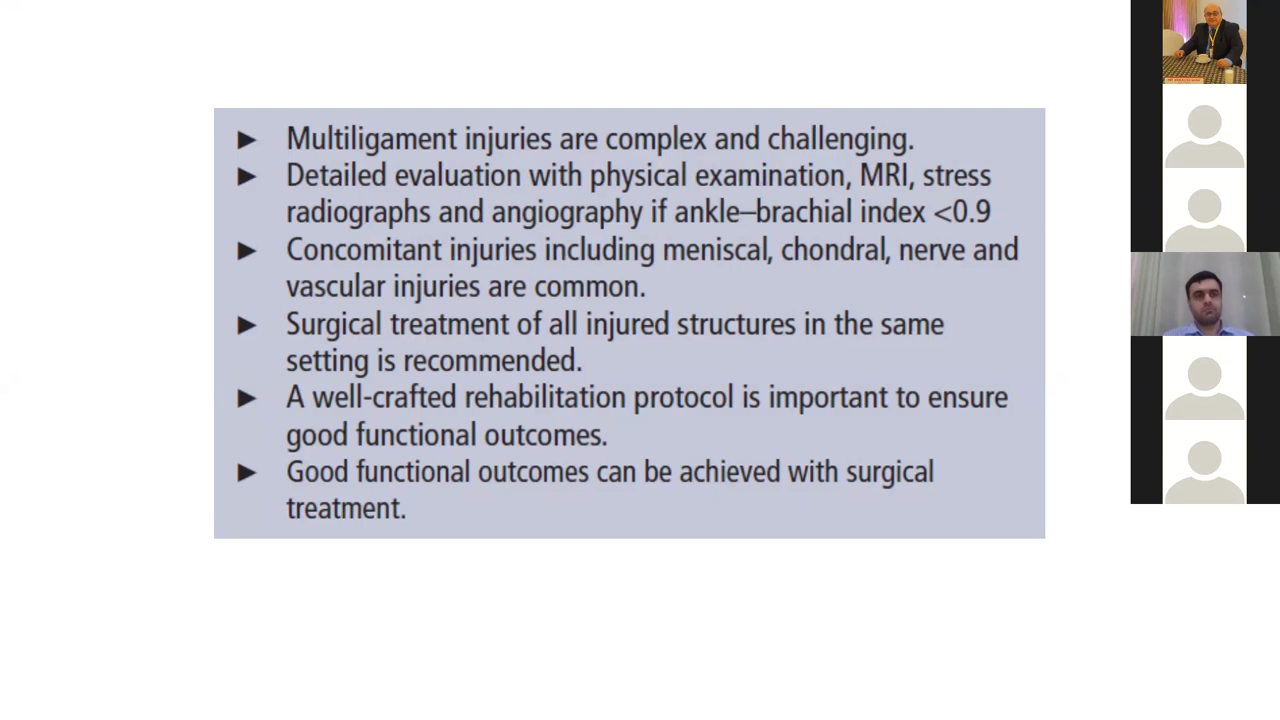 ► Multiligament injuries are complex and challenging.
► Detailed evaluation with physical examination, MRI, stress
radiographs and angiography if ankle–brachial index <0.9
► Concomitant injuries including meniscal, chondral, nerve and
vascular injuries are common.
► Surgical treatment of all injured structures in the same
setting is recommended.
► A well-crafted rehabilitation protocol is important to ensure
good functional outcomes.
► Good functional outcomes can be achieved with surgical
treatment.